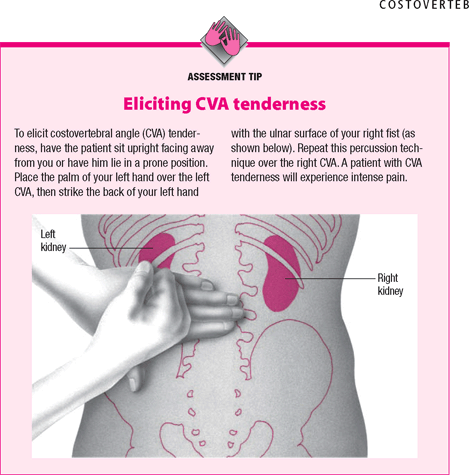 COSTOVERTEB
ASSESSMENT TIP
Eliciting CVA tenderness
To elicit costovertebral angle (CVA) tender-
ness, have the patient sit upright facing away
from you or have him lie in a prone position.
Place the palm of your left hand over the left
CVA, then strike the back of your left hand
with the ulnar surface of your right fist (as
shown below). Repeat this percussion tech-
nique over the right CVA. A patient with CVA
tenderness will experience intense pain.
Left
kidney
Right
kidney